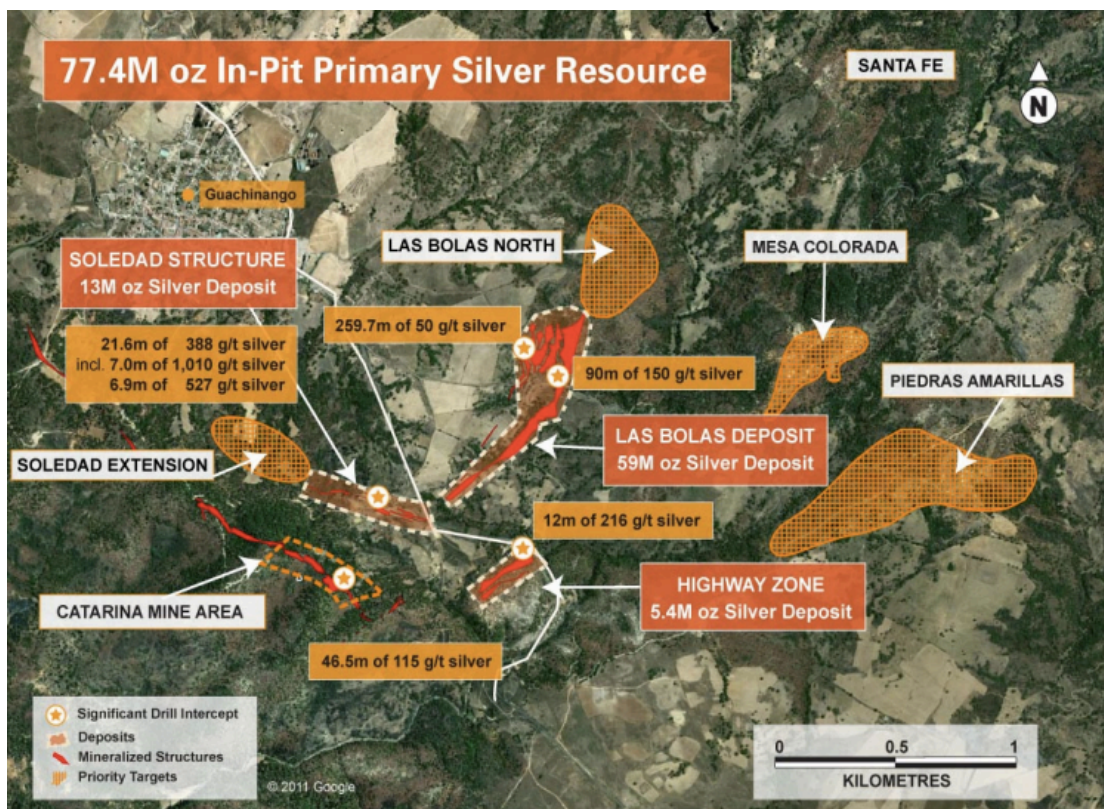 77.4M oz In-Pit Primary Silver Resource
SANTA FE
N
Guachinango
SOLEDAD STRUCTURE
13M oz Silver Deposit
LAS BOLAS NORTH
MESA COLORADA
21.6m of 388 g/t silver
incl. 7.0m of 1,010 g/t silver
6.9m of 527 g/t silver
259.7m of 50 g/t silver
90m of 150 g/t silver
PIEDRAS AMARILLAS
SOLEDAD EXTENSION
LAS BOLAS DEPOSIT
59M oz Silver Deposit
12m of 216 g/t silver
CATARINA MINE AREA
HIGHWAY ZONE
5.4M oz Silver Deposit
46.5m of 115 g/t silver
Significant Drill Intercept
Deposits
Mineralized Structures
Priority Targets
© 2011 Google
0 0.5 1
KILOMETRES